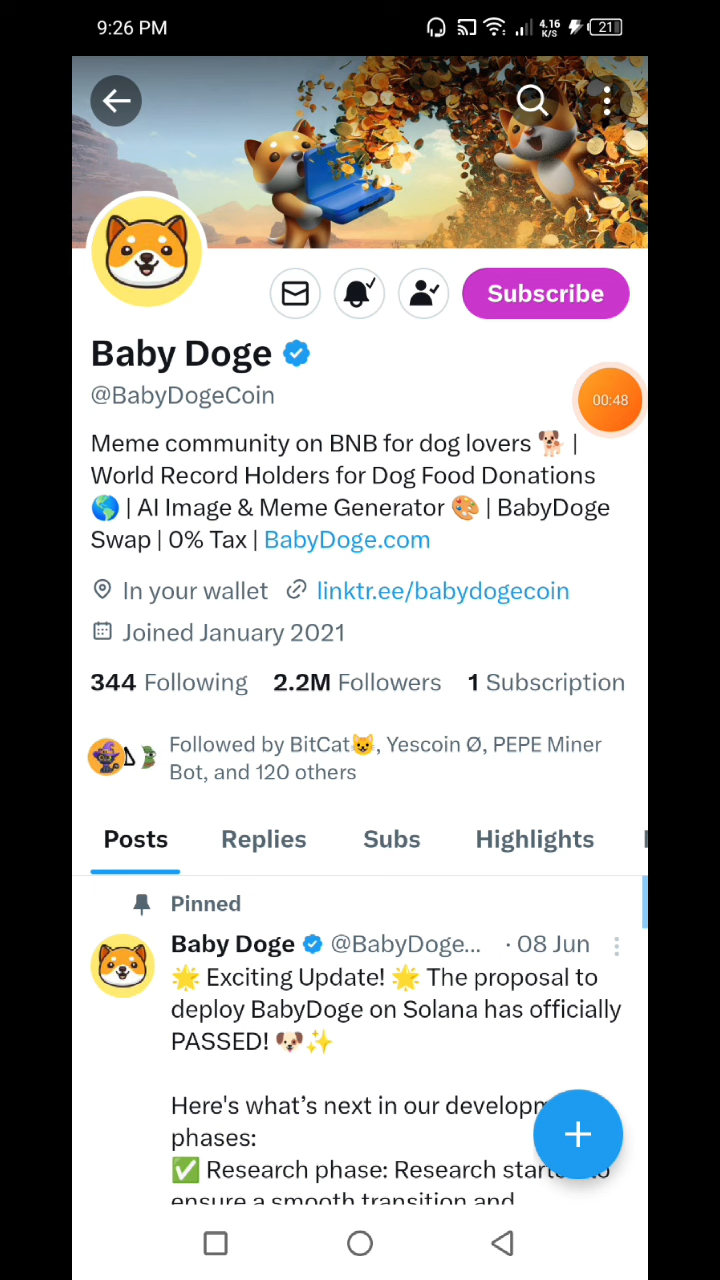 9:26 PM
4.16
K/S
21
Subscribe
Baby Doge
@BabyDogeCoin
00:48
Meme community on BNB for dog lovers 🐕 |
World Record Holders for Dog Food Donations
🌎 | AI Image & Meme Generator 🎨 | BabyDoge
Swap | 0% Tax | BabyDoge.com
In your wallet linktr.ee/babydogecoin
Joined January 2021
344 Following 2.2M Followers 1 Subscription
Followed by BitCat😺, Yescoin Ø, PEPE Miner
Bot, and 120 others
Posts Replies Subs Highlights
Pinned
Baby Doge @BabyDoge... · 08 Jun
🌟 Exciting Update! 🌟 The proposal to
deploy BabyDoge on Solana has officially
PASSED! 🐶✨
Here's what's next in our
phases:
✅ Research phase: Research
ensure a smooth transition and